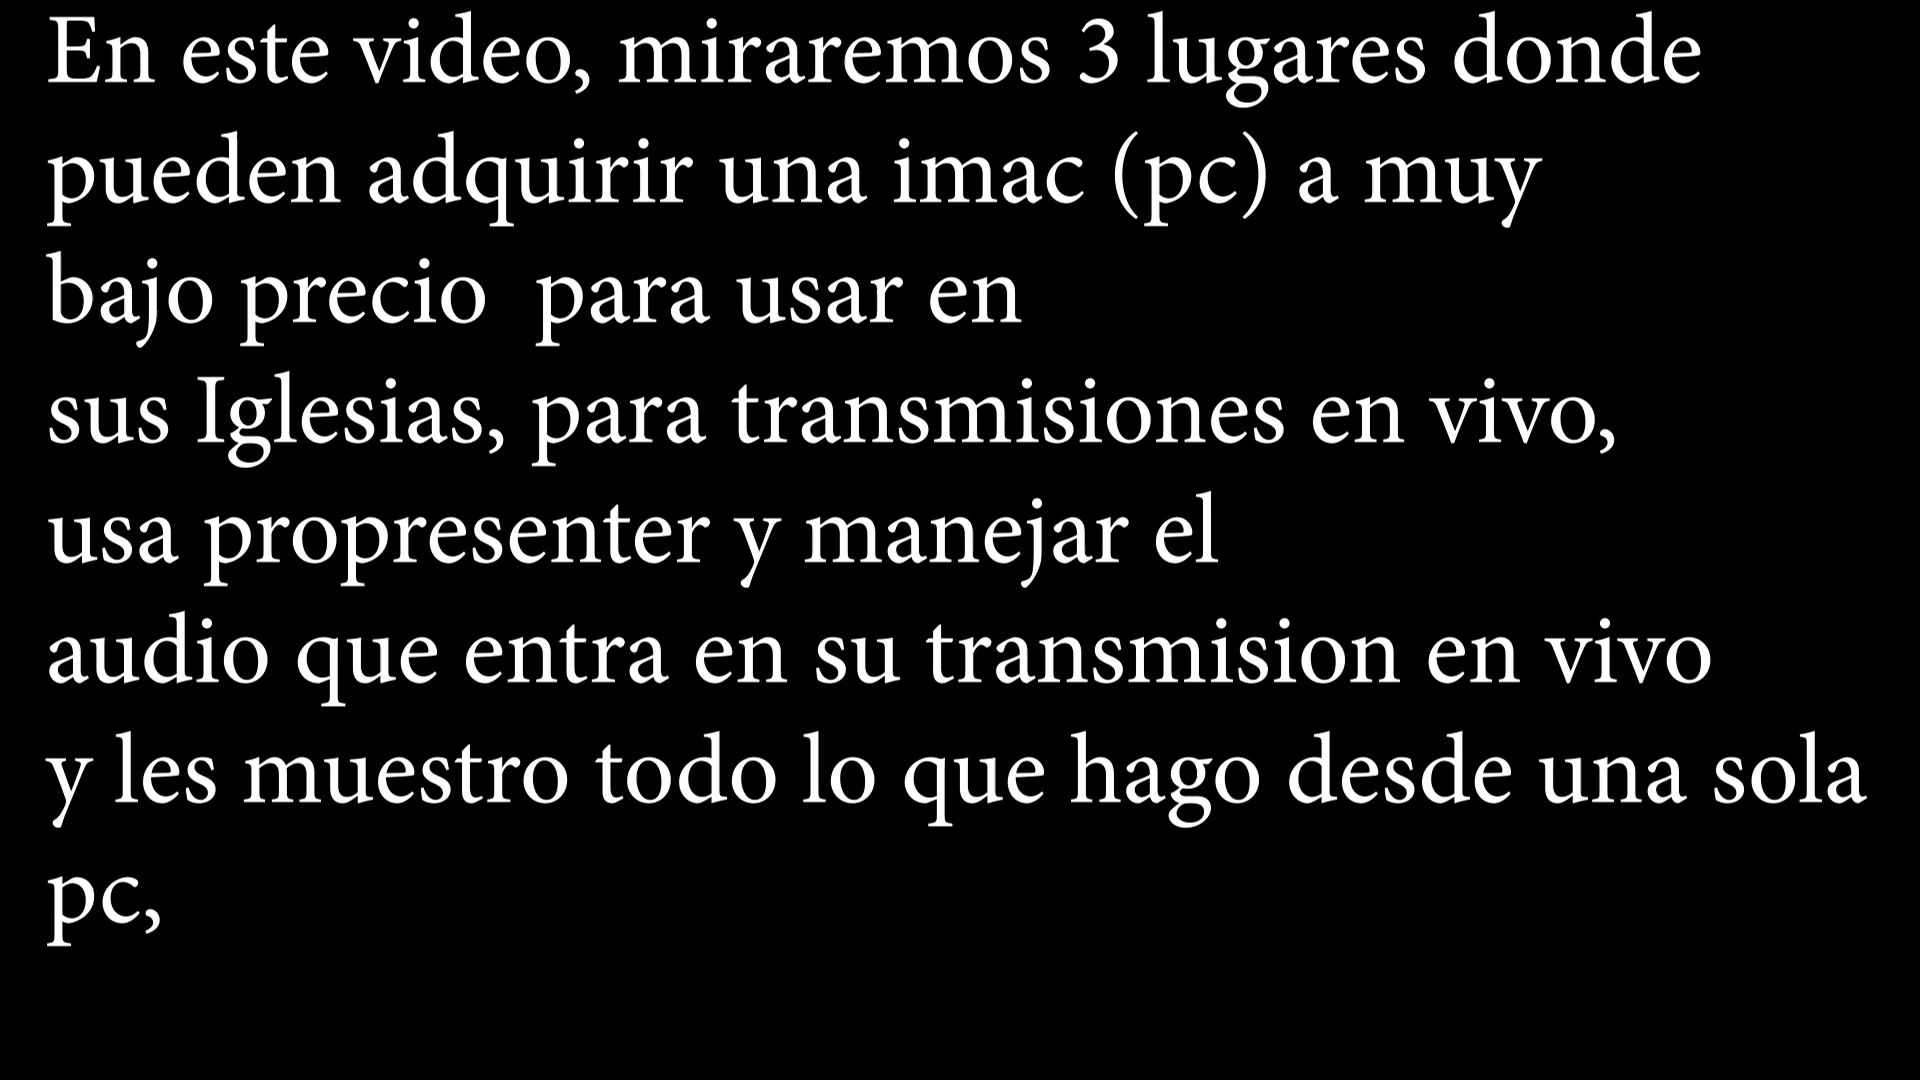 En este video, miraremos 3 lugares donde
pueden adquirir una imac (pc) a muy
bajo precio  para usar en
sus Iglesias, para transmisiones en vivo,
usa propresenter y manejar el
audio que entra en su transmision en vivo
y les muestro todo lo que hago desde una sola
pc,